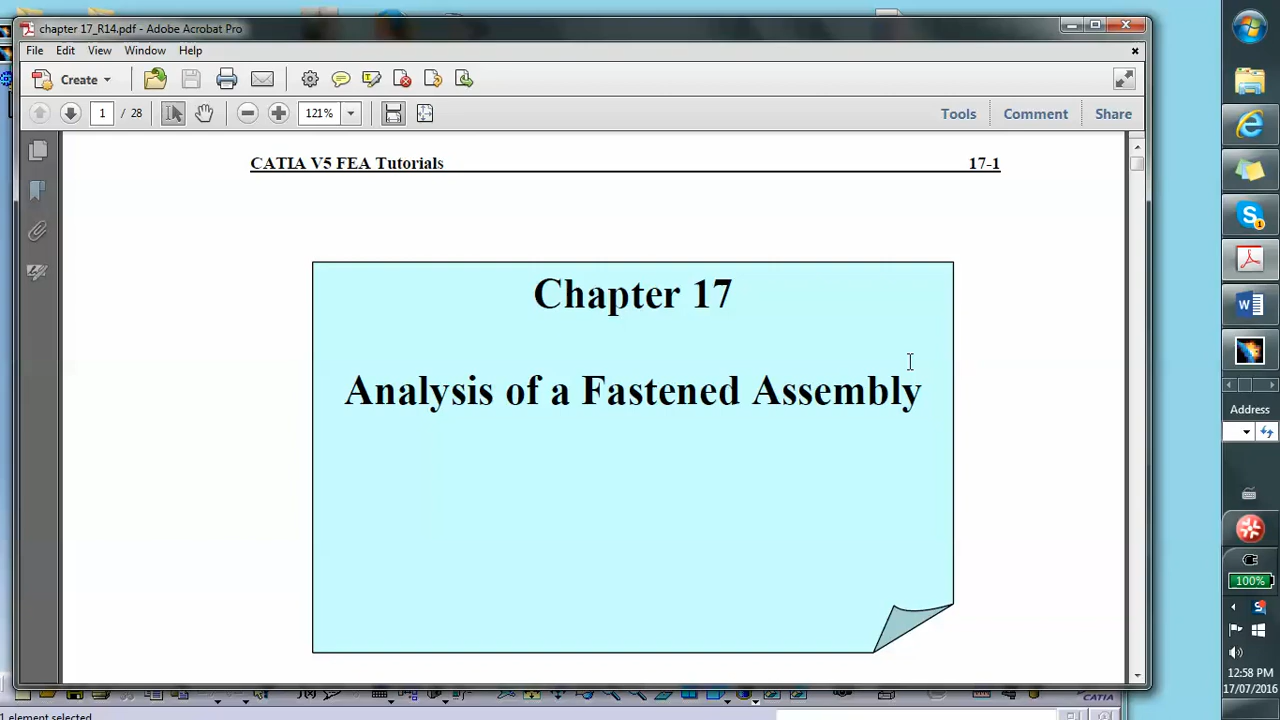 chapter 17_R14.pdf - Adobe Acrobat Pro
File Edit View Window Help
Create
1 / 28 121% Tools Comment Share
CATIA V5 FEA Tutorials 17-1
Chapter 17
Analysis of a Fastened Assembly
Address
100%
12:58 PM
17/07/2016
CATIA
1 element selected